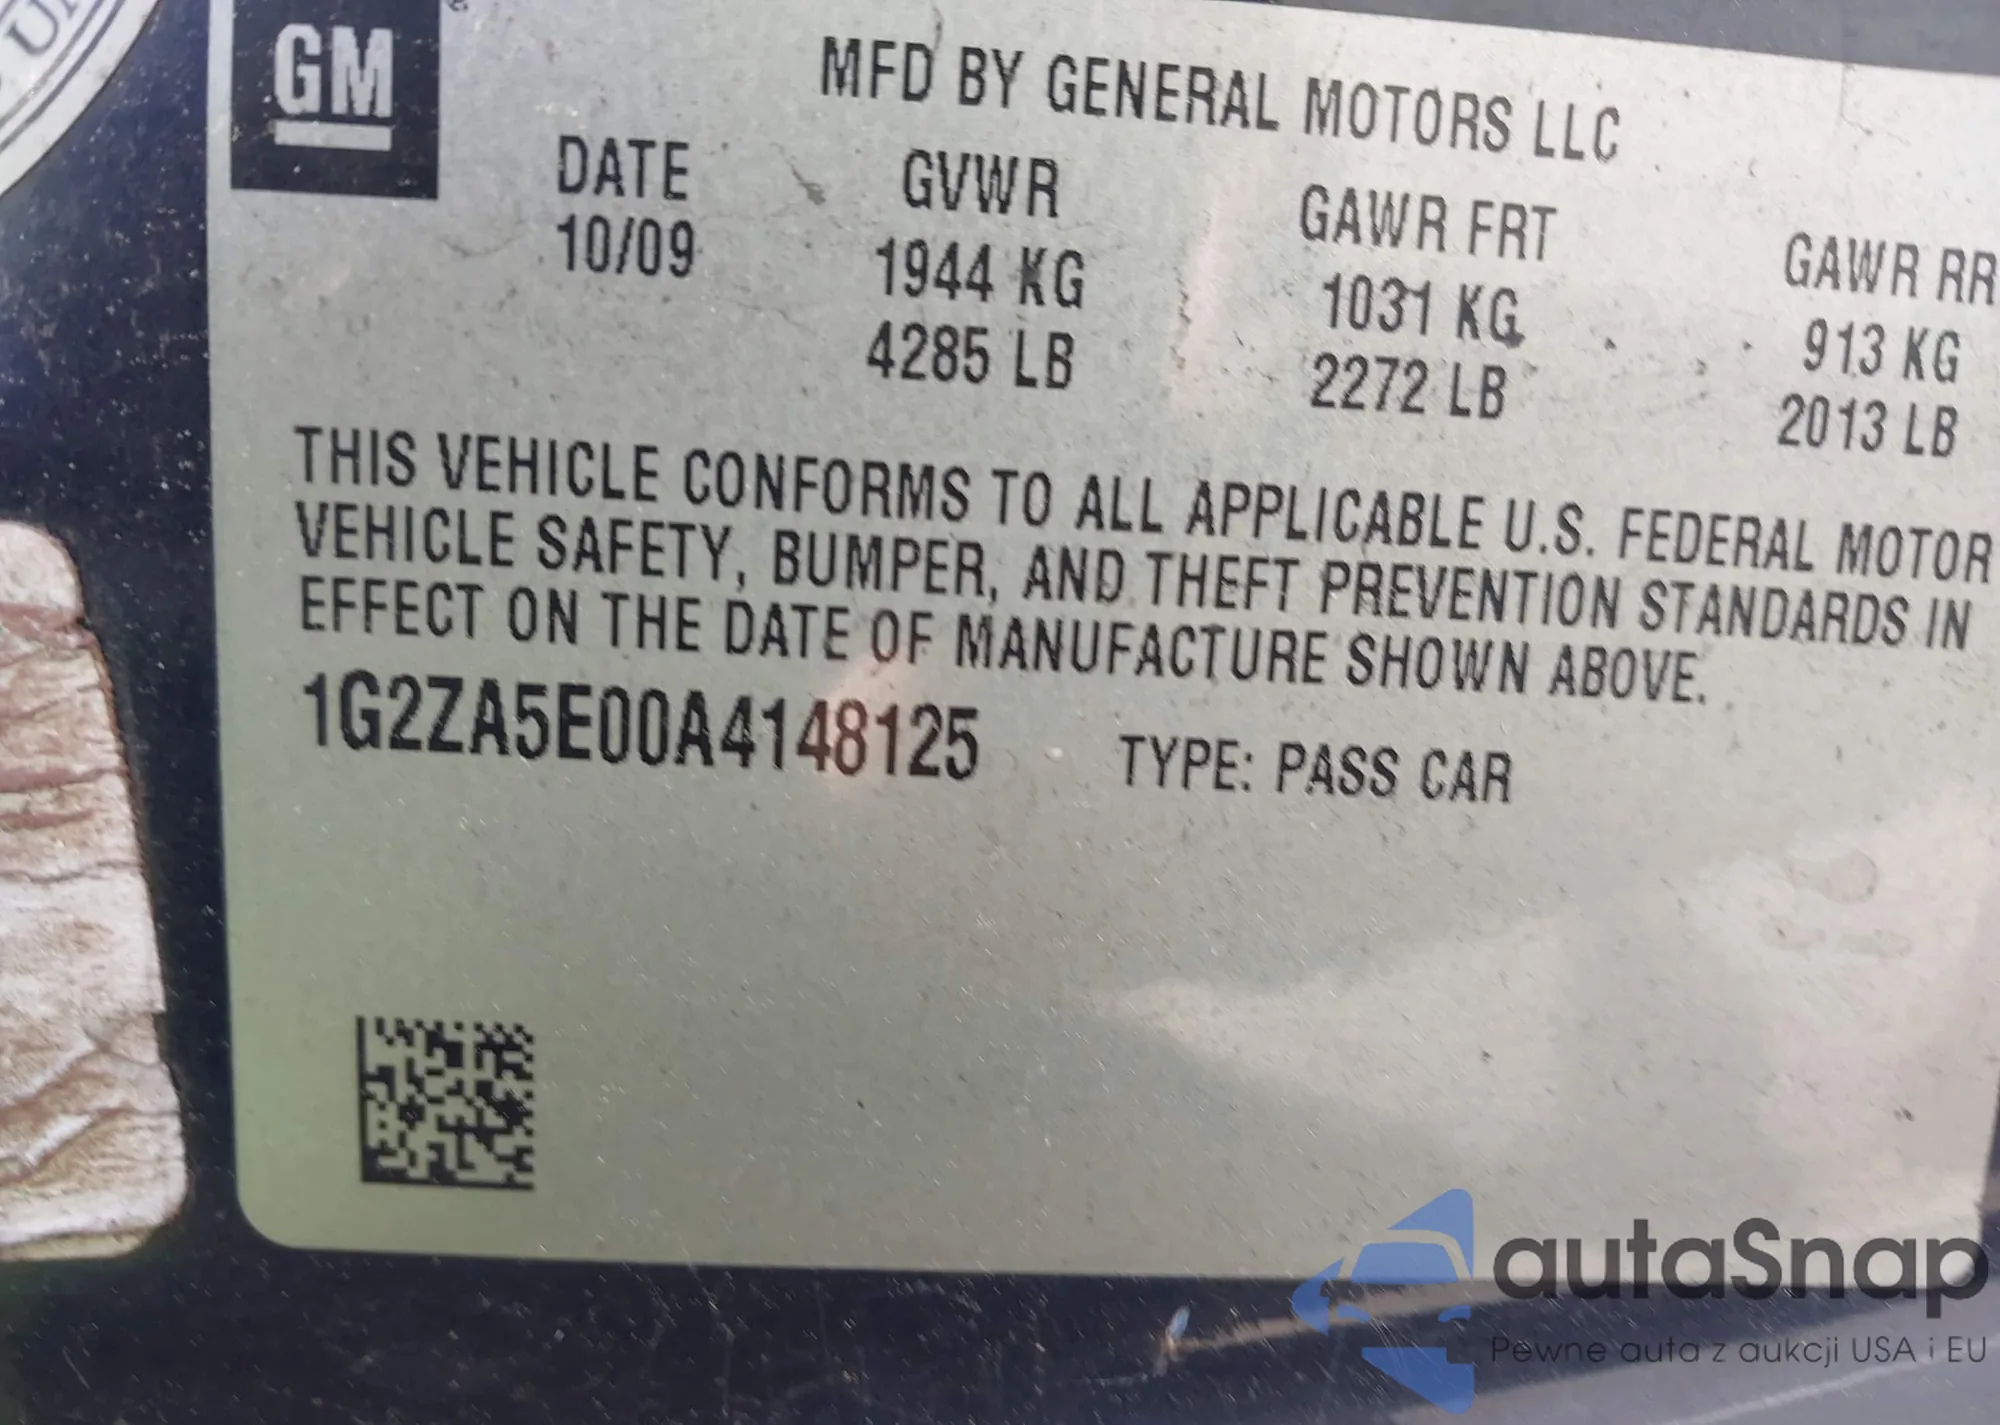 GM
MFD BY GENERAL MOTORS LLC
DATE GVWR GAWR FRT GAWR RR
10/09 1944 KG 1031 KG 913 KG
4285 LB 2272 LB 2013 LB
THIS VEHICLE CONFORMS TO ALL APPLICABLE U.S. FEDERAL MOTOR
VEHICLE SAFETY, BUMPER, AND THEFT PREVENTION STANDARDS IN
EFFECT ON THE DATE OF MANUFACTURE SHOWN ABOVE.
1G2ZA5E00A4148125 TYPE: PASS CAR
autaSnap
Pewne auta z aukcji USA i EU